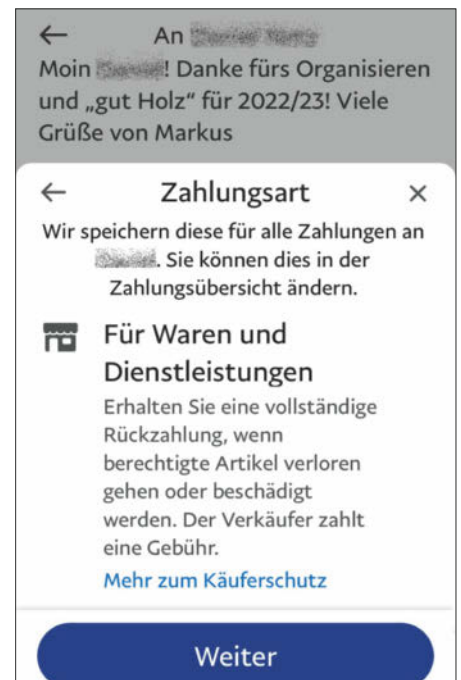 An
Moin ! Danke fürs Organisieren
und „gut Holz“ für 2022/23! Viele
Grüße von Markus
Zahlungsart
Wir speichern diese für alle Zahlungen an
. Sie können dies in der
Zahlungsübersicht ändern.
Für Waren und
Dienstleistungen
Erhalten Sie eine vollständige
Rückzahlung, wenn
berechtigte Artikel verloren
gehen oder beschädigt
werden. Der Verkäufer zahlt
eine Gebühr.
Mehr zum Käuferschutz
Weiter